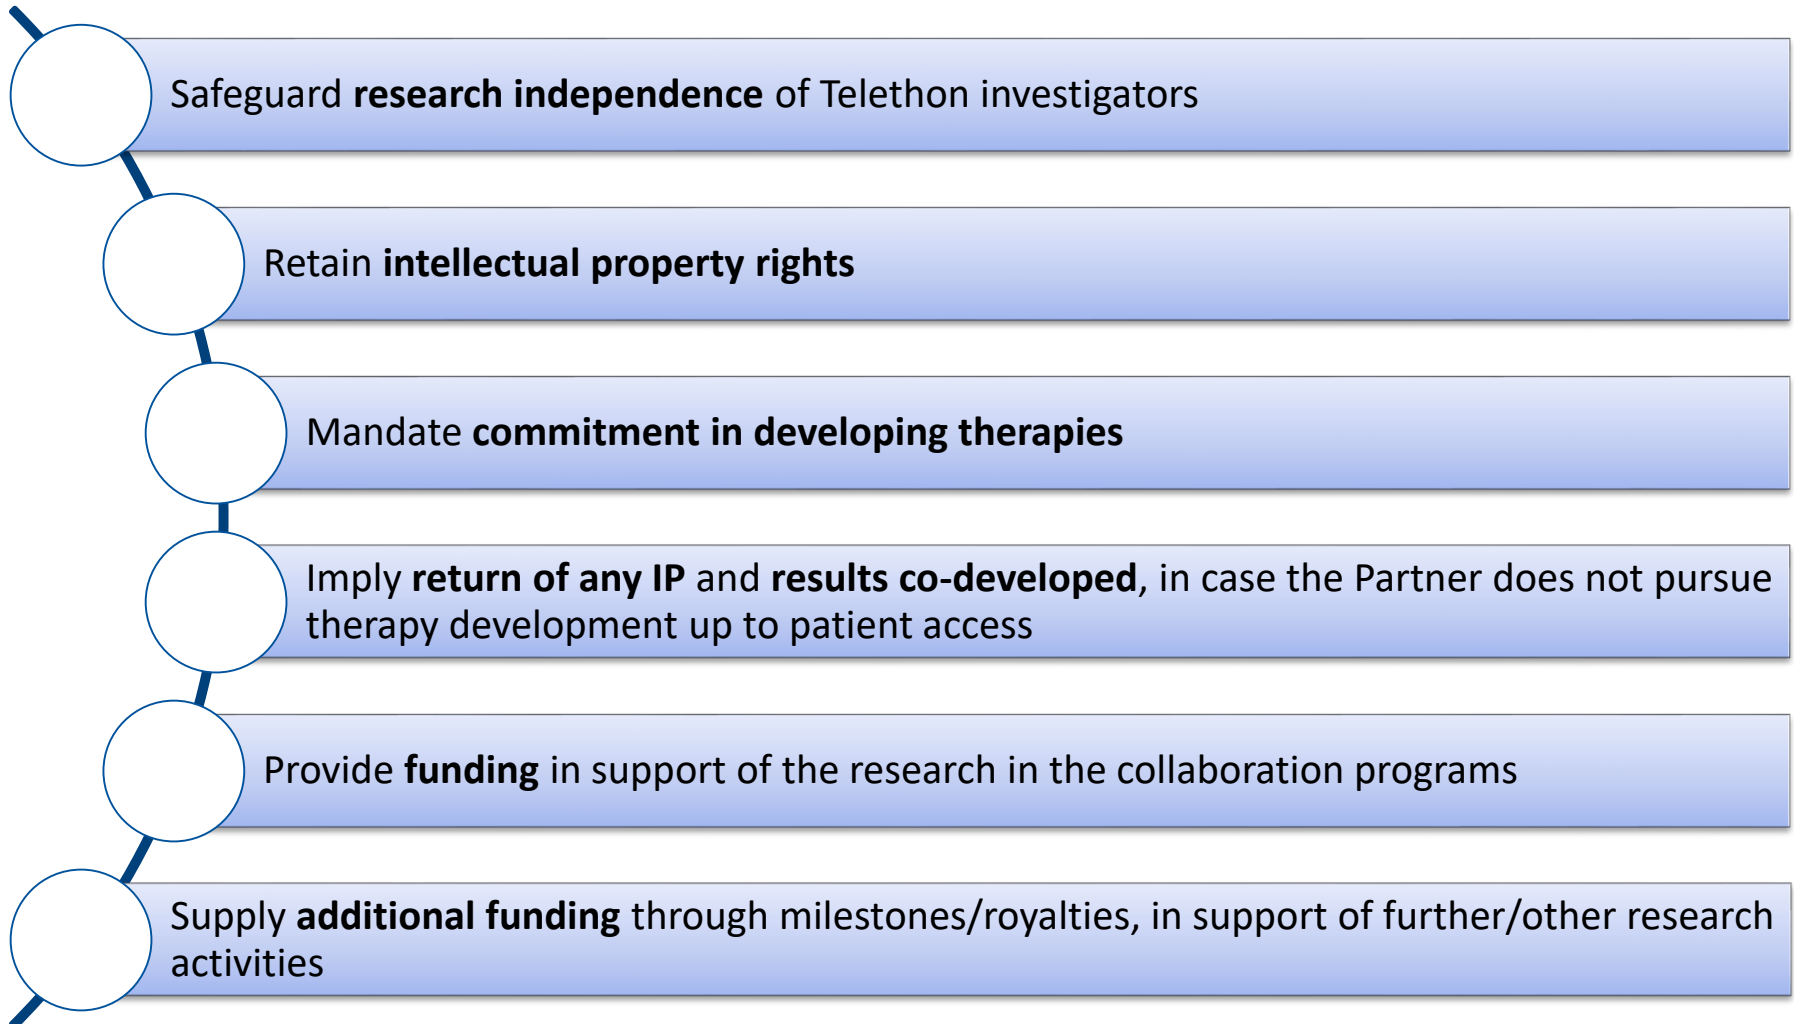 Safeguard research independence of Telethon investigators
Retain intellectual property rights
Mandate commitment in developing therapies
Imply return of any IP and results co-developed, in case the Partner does not pursue
therapy development up to patient access
Provide funding in support of the research in the collaboration programs
Supply additional funding through milestones/royalties, in support of further/other research
activities